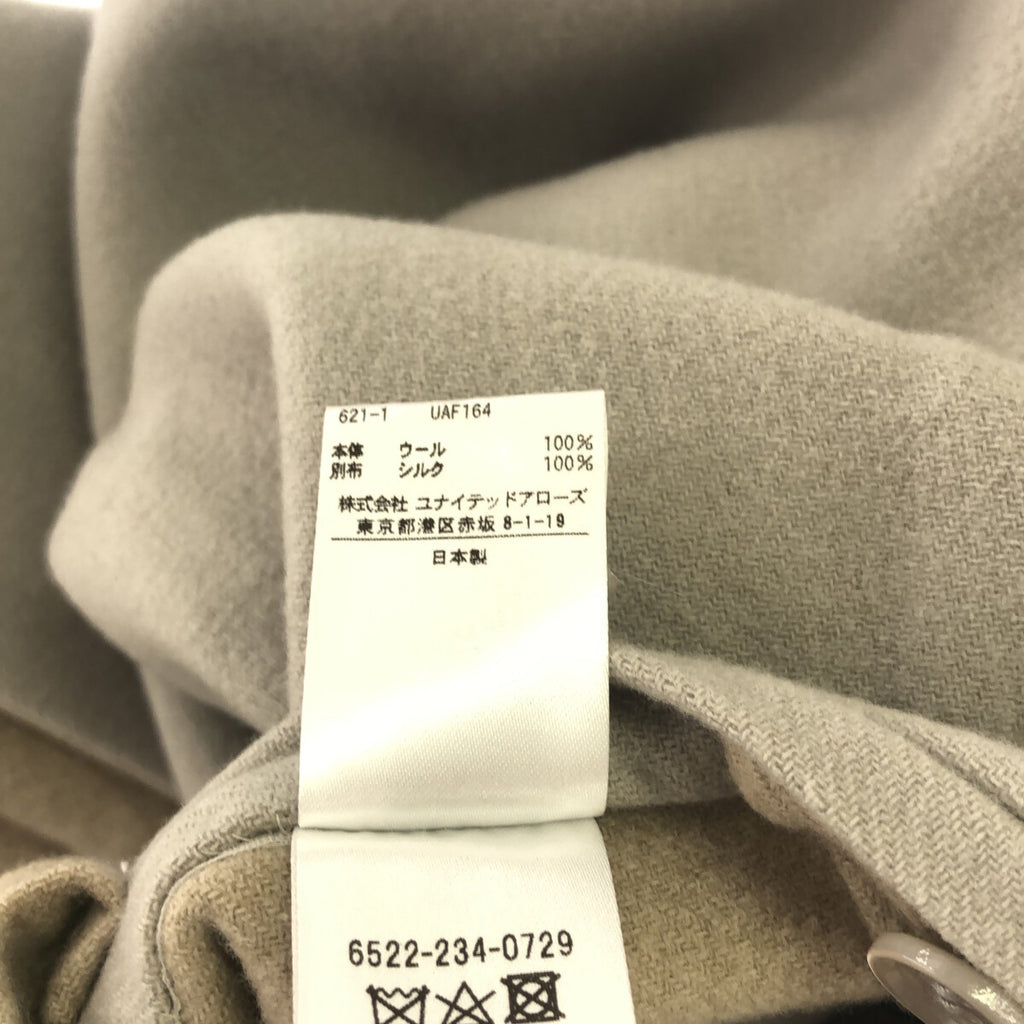 621-1 UAF164
本体 ウール 100%
別布 シルク 100%
株式会社 ユナイテッドアローズ
東京都港区赤坂 8-1-19
日本製
6522-234-0729